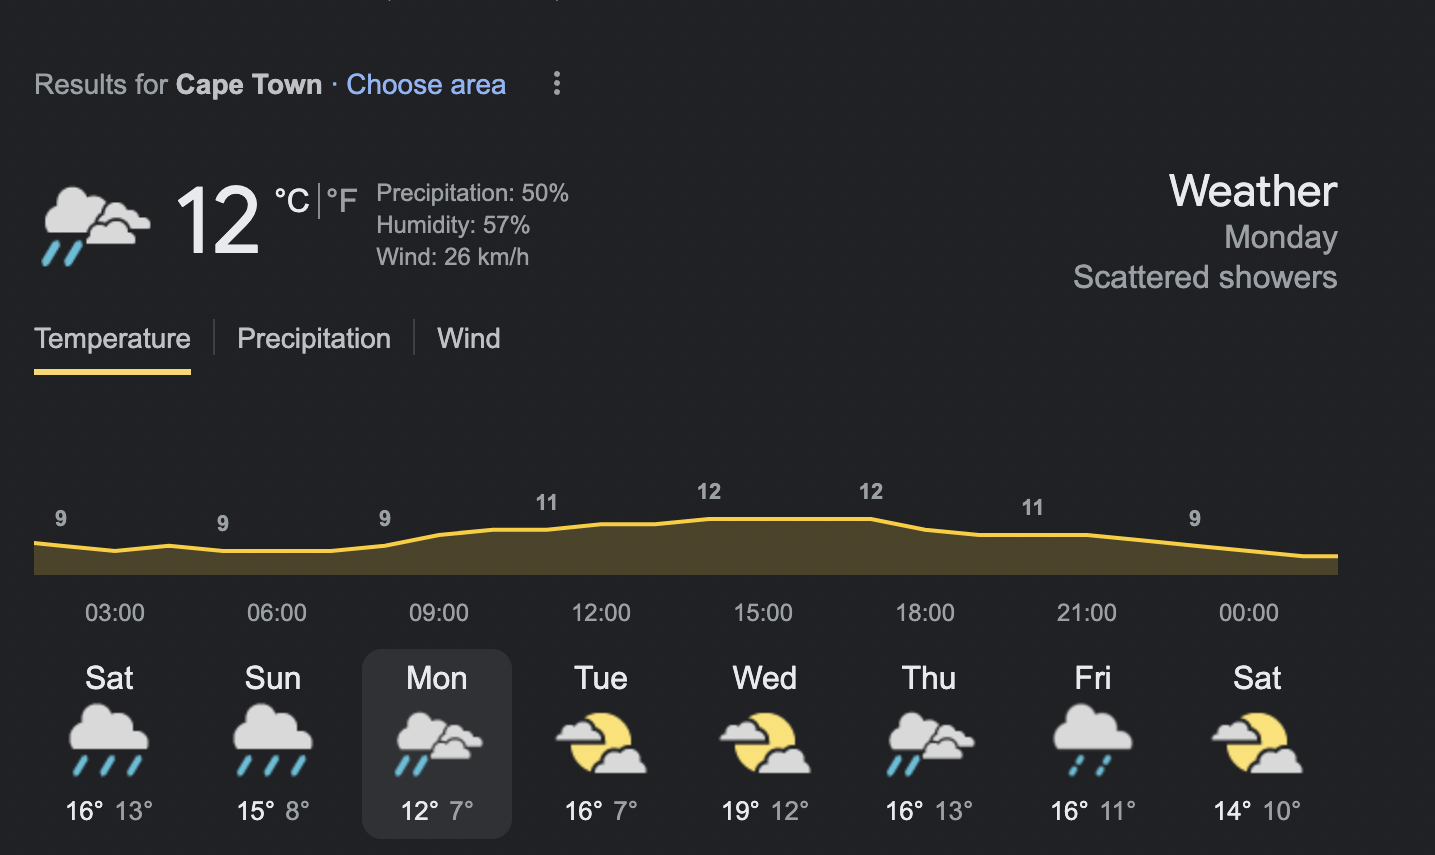 Results for Cape Town · Choose area
12 °C | °F
Precipitation: 50%
Humidity: 57%
Wind: 26 km/h
Weather
Monday
Scattered showers
Temperature | Precipitation | Wind
9 9 9 11 12 12 11 9
03:00 06:00 09:00 12:00 15:00 18:00 21:00 00:00
Sat Sun Mon Tue Wed Thu Fri Sat
16° 13° 15° 8° 12° 7° 16° 7° 19° 12° 16° 13° 16° 11° 14° 10°